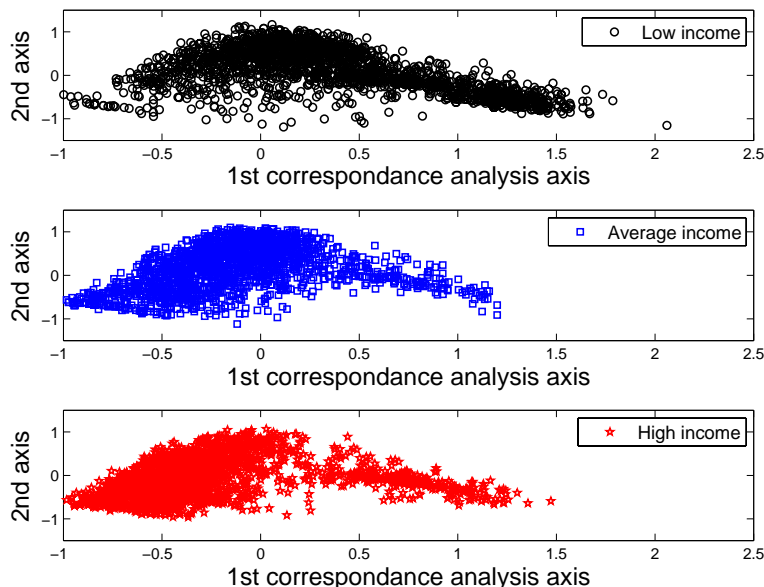 Low income
1
0
−1
2nd axis
−1 −0.5 0 0.5 1 1.5 2 2.5
1st correspondance analysis axis
Average income
1
0
−1
2nd axis
−1 −0.5 0 0.5 1 1.5 2 2.5
1st correspondance analysis axis
High income
1
0
−1
2nd axis
−1 −0.5 0 0.5 1 1.5 2 2.5
1st correspondance analysis axis